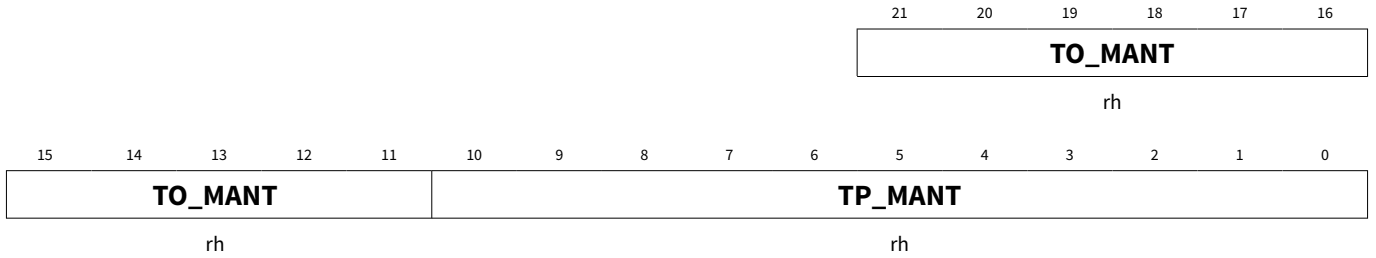 21 20 19 18 17 16
TO_MANT
rh
15 14 13 12 11 10 9 8 7 6 5 4 3 2 1 0
TO_MANT TP_MANT
rh rh